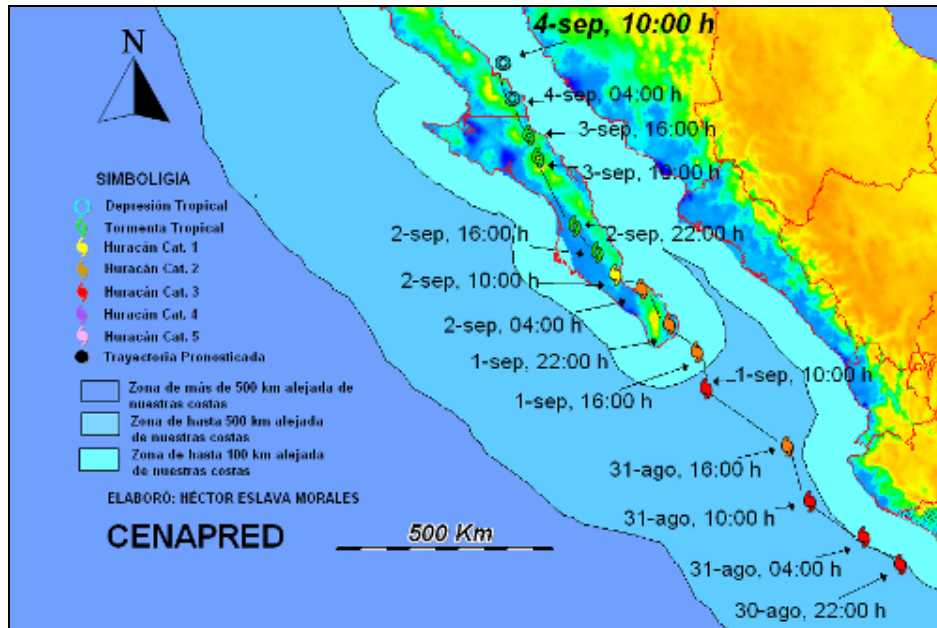 4-sep, 10:00 h
N
4-sep, 04:00 h
3-sep, 16:00 h
3-sep, 10:00 h
SIMBOLIGIA
Depresión Tropical
Tormenta Tropical
Huracán Cat. 1
Huracán Cat. 2
Huracán Cat. 3
Huracán Cat. 4
Huracán Cat. 5
Trayectoria Pronosticada
2-sep, 16:00 h
2-sep, 22:00 h
2-sep, 10:00 h
2-sep, 04:00 h
1-sep, 22:00 h
1-sep, 10:00 h
1-sep, 16:00 h
Zona de más de 500 km alejada de
nuestras costas
Zona de hasta 500 km alejada
de nuestras costas
Zona de hasta 100 km alejada
de nuestras costas
31-ago, 16:00 h
ELABORÓ: HÉCTOR ESLAVA MORALES
CENAPRED
500 Km
31-ago, 10:00 h
31-ago, 04:00 h
30-ago, 22:00 h